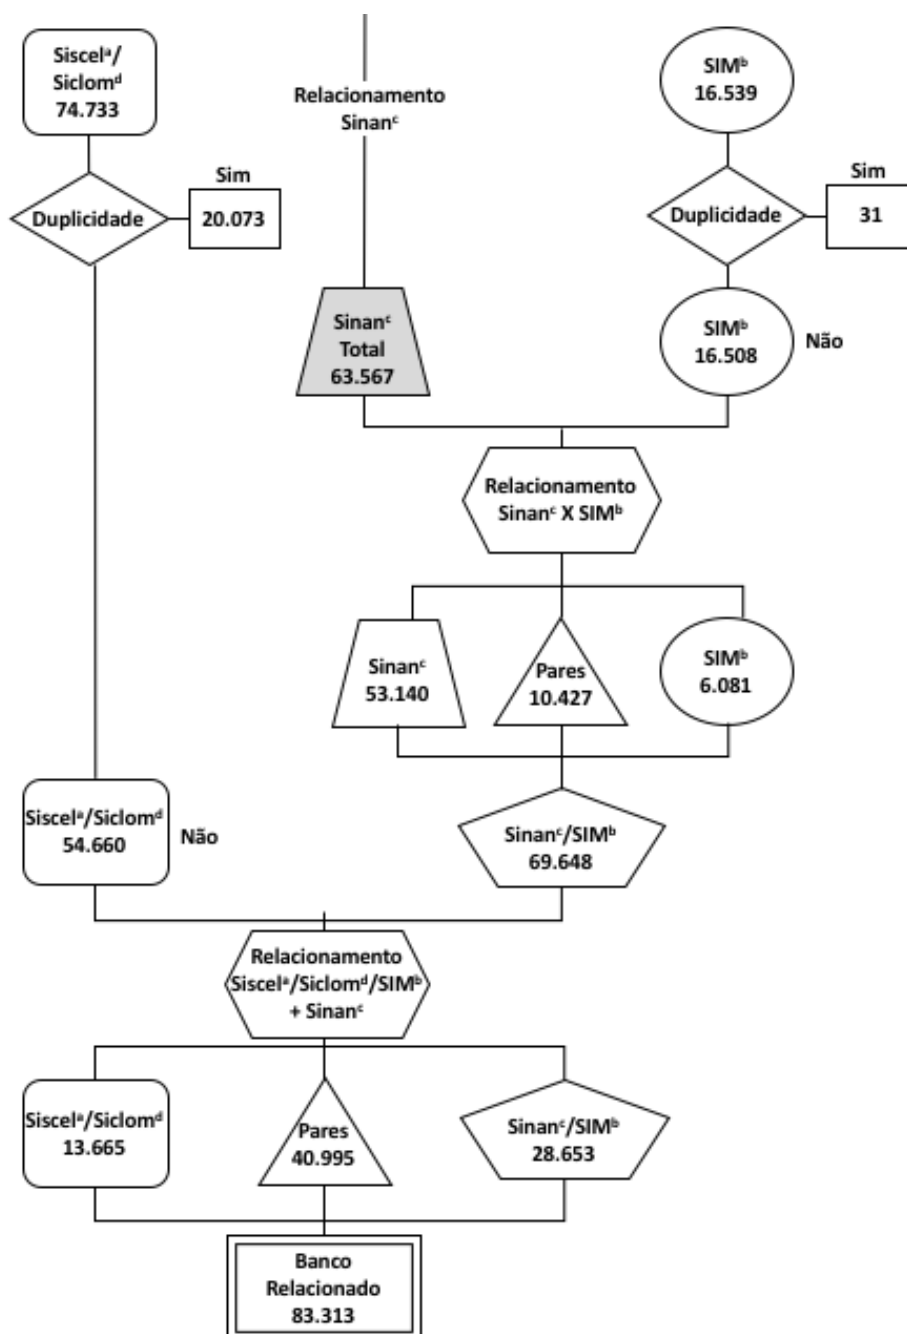 Siscelª/
Siclomᵈ
74.733
Relacionamento
Sinanᶜ
SIMᵇ
16.539
Duplicidade
Sim
20.073
Duplicidade
Sim
31
Sinanᶜ
Total
63.567
SIMᵇ
16.508
Não
Relacionamento
Sinanᶜ X SIMᵇ
Sinanᶜ
53.140
Pares
10.427
SIMᵇ
6.081
Siscelª/Siclomᵈ
54.660
Não
Sinanᶜ/SIMᵇ
69.648
Relacionamento
Siscelª/Siclomᵈ/SIMᵇ
+ Sinanᶜ
Siscelª/Siclomᵈ
13.665
Pares
40.995
Sinanᶜ/SIMᵇ
28.653
Banco
Relacionado
83.313